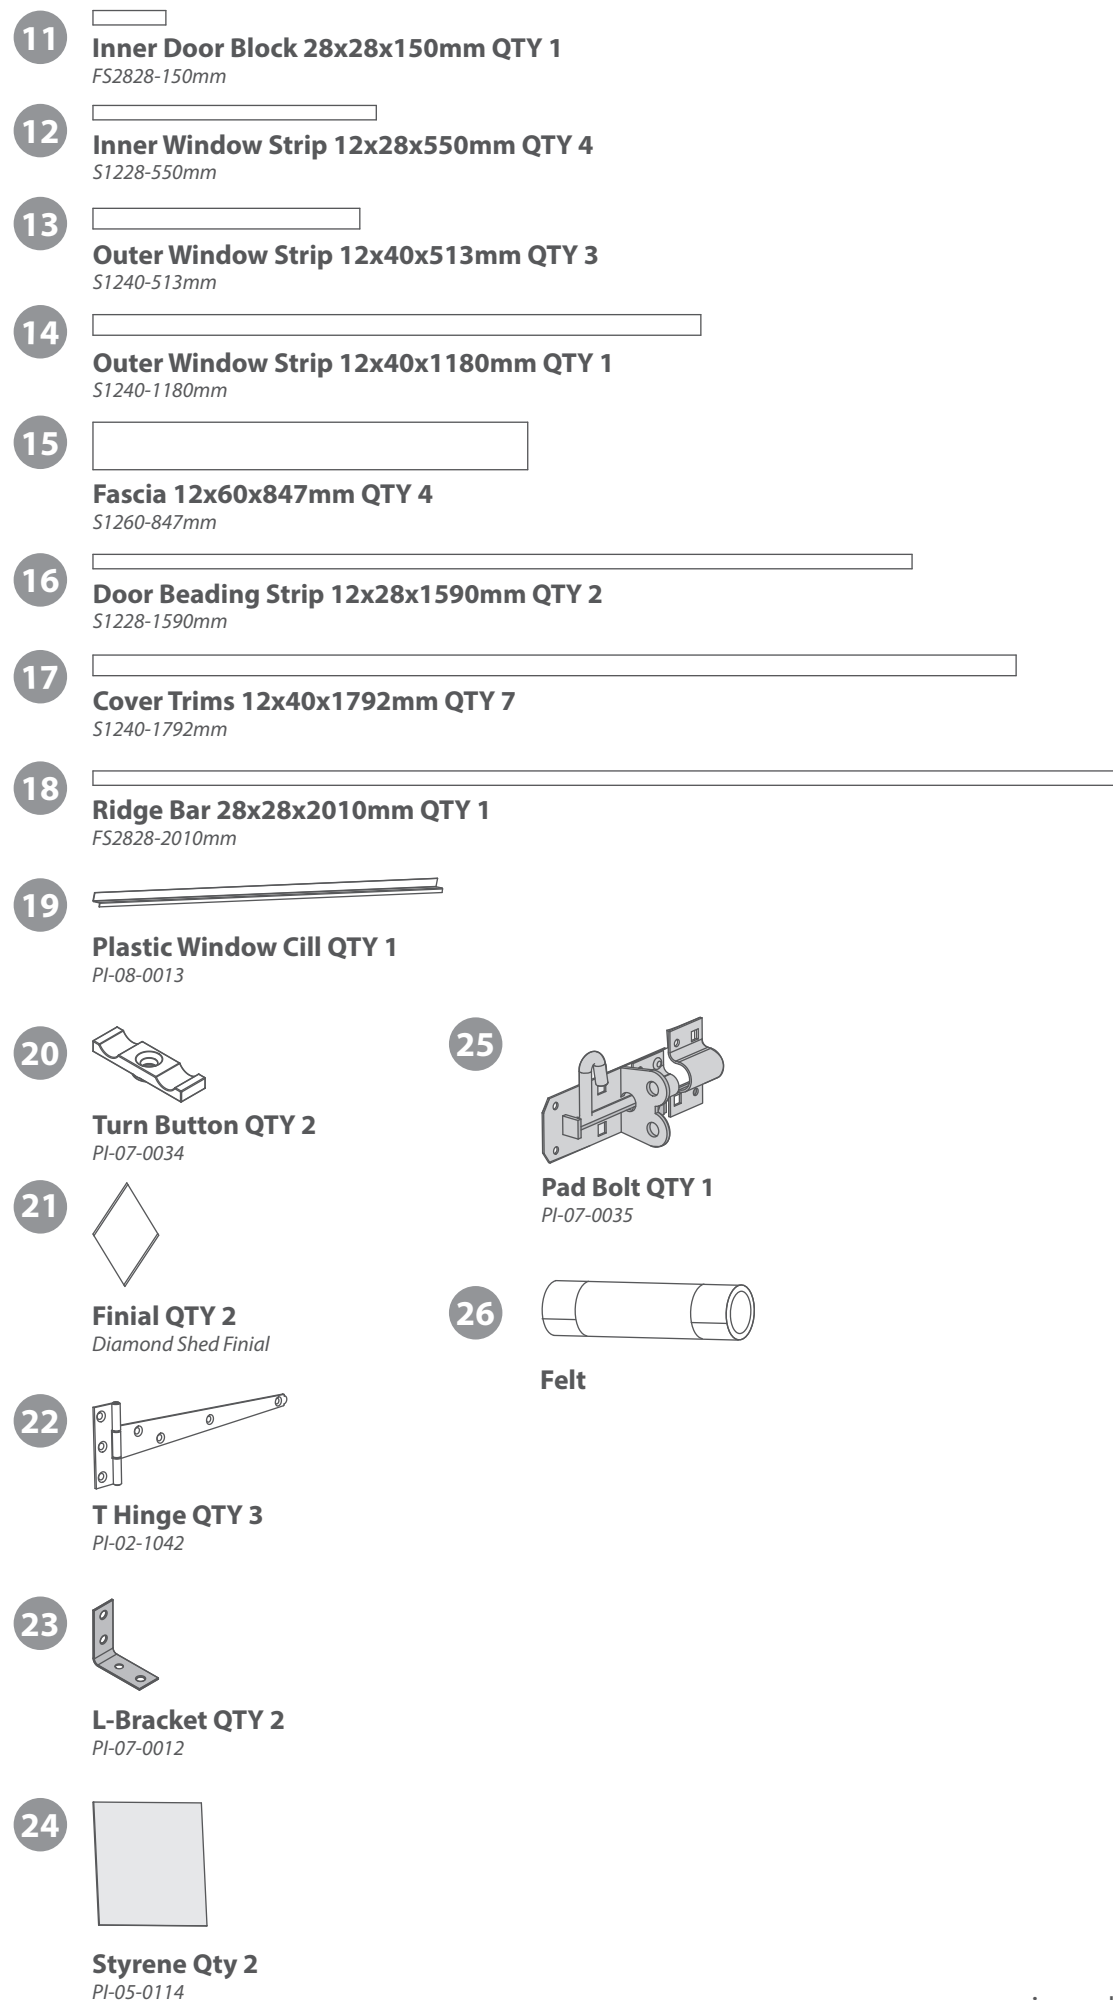 11
Inner Door Block 28x28x150mm QTY 1
FS2828-150mm
12
Inner Window Strip 12x28x550mm QTY 4
S1228-550mm
13
Outer Window Strip 12x40x513mm QTY 3
S1240-513mm
14
Outer Window Strip 12x40x1180mm QTY 1
S1240-1180mm
15
Fascia 12x60x847mm QTY 4
S1260-847mm
16
Door Beading Strip 12x28x1590mm QTY 2
S1228-1590mm
17
Cover Trims 12x40x1792mm QTY 7
S1240-1792mm
18
Ridge Bar 28x28x2010mm QTY 1
FS2828-2010mm
19
Plastic Window Cill QTY 1
PI-08-0013
20
Turn Button QTY 2
PI-07-0034
21
Finial QTY 2
Diamond Shed Finial
22
T Hinge QTY 3
PI-02-1042
23
L-Bracket QTY 2
PI-07-0012
24
Styrene Qty 2
PI-05-0114
25
Pad Bolt QTY 1
PI-07-0035
26
Felt